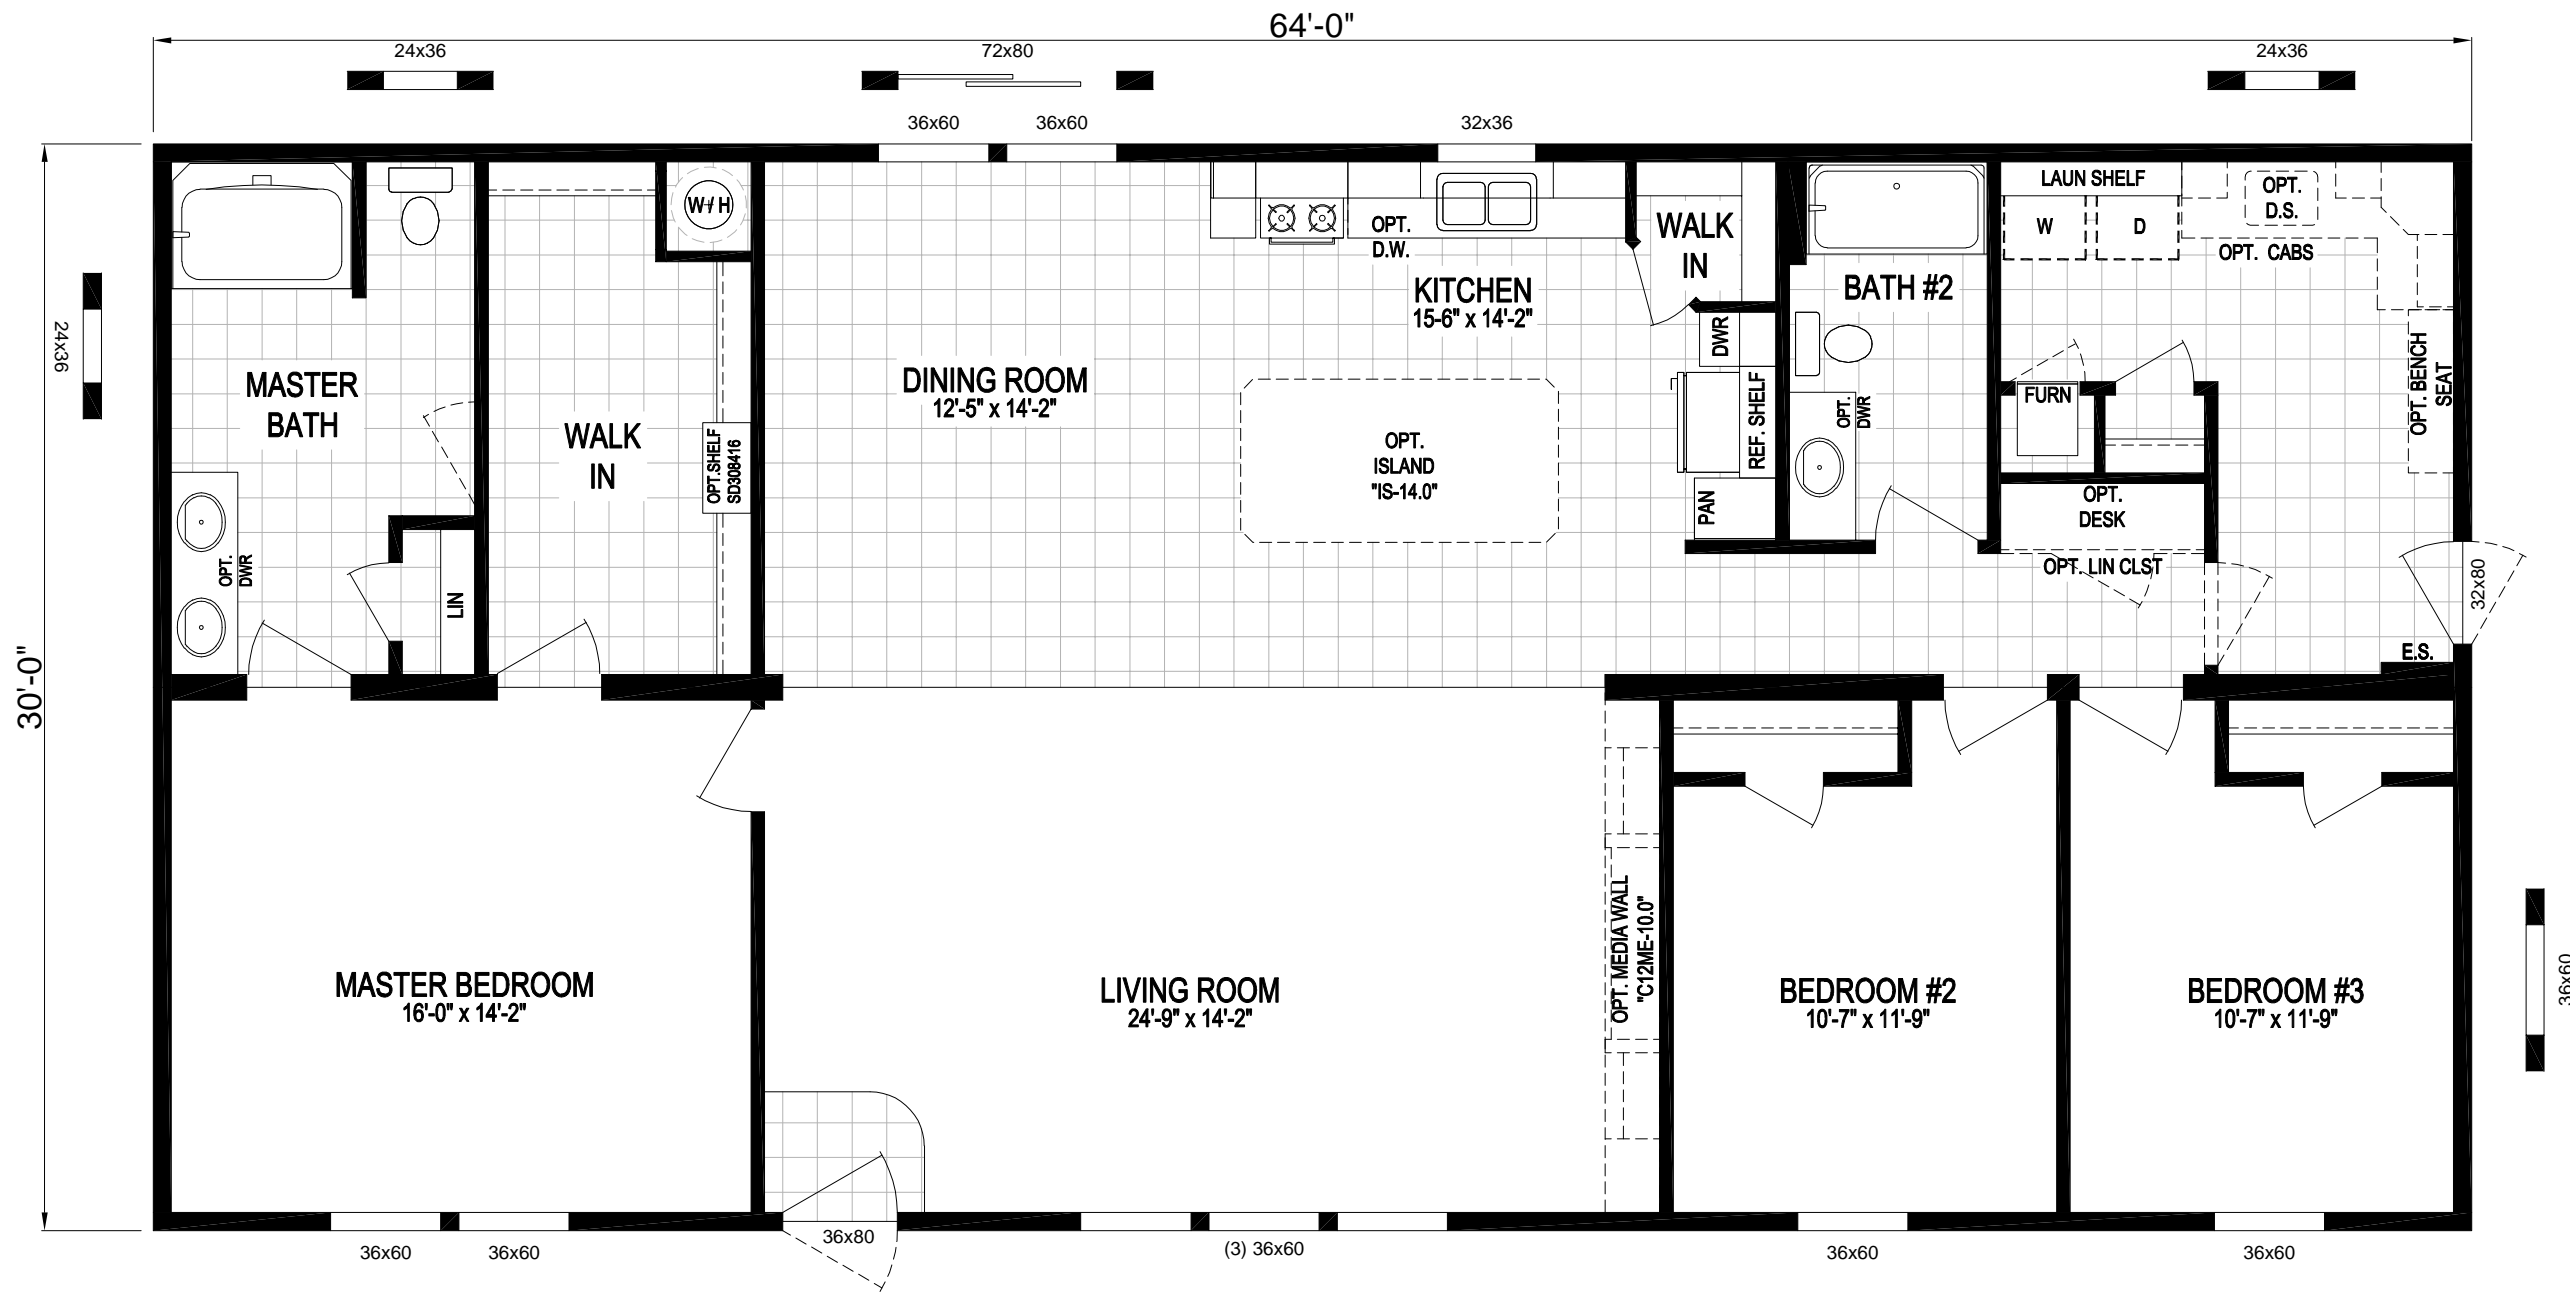 64'-0"
24x36
72x80
24x36
36x60
36x60
32x36
30'-0"
24x36
MASTER
BATH
OPT.
DWR
LIN
WALK
IN
W / H
OPT.SHELF
SD308416
DINING ROOM
12'-5" x 14'-2"
OPT.
D.W.
KITCHEN
15-6" x 14'-2"
OPT.
ISLAND
"IS-14.0"
WALK
IN
DWR
REF. SHELF
PAN
BATH #2
OPT.
DWR
LAUN SHELF
W
D
OPT.
D.S.
OPT. CABS
OPT. BENCH
SEAT
FURN
OPT.
DESK
OPT. LIN CLST
32x80
E.S.
MASTER BEDROOM
16'-0" x 14'-2"
LIVING ROOM
24'-9" x 14'-2"
OPT. MEDIA WALL
"C12ME-10.0"
BEDROOM #2
10'-7" x 11'-9"
BEDROOM #3
10'-7" x 11'-9"
36x60
36x60
36x60
36x80
(3) 36x60
36x60
36x60